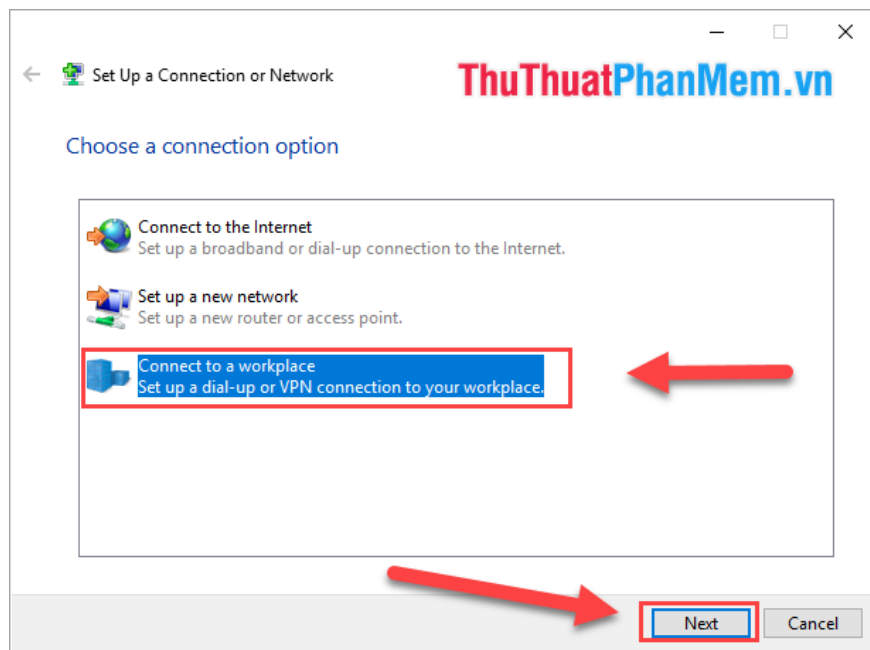 Set Up a Connection or Network
ThuThuatPhanMem.vn
Choose a connection option
Connect to the Internet
Set up a broadband or dial-up connection to the Internet.
Set up a new network
Set up a new router or access point.
Connect to a workplace
Set up a dial-up or VPN connection to your workplace.
Next
Cancel